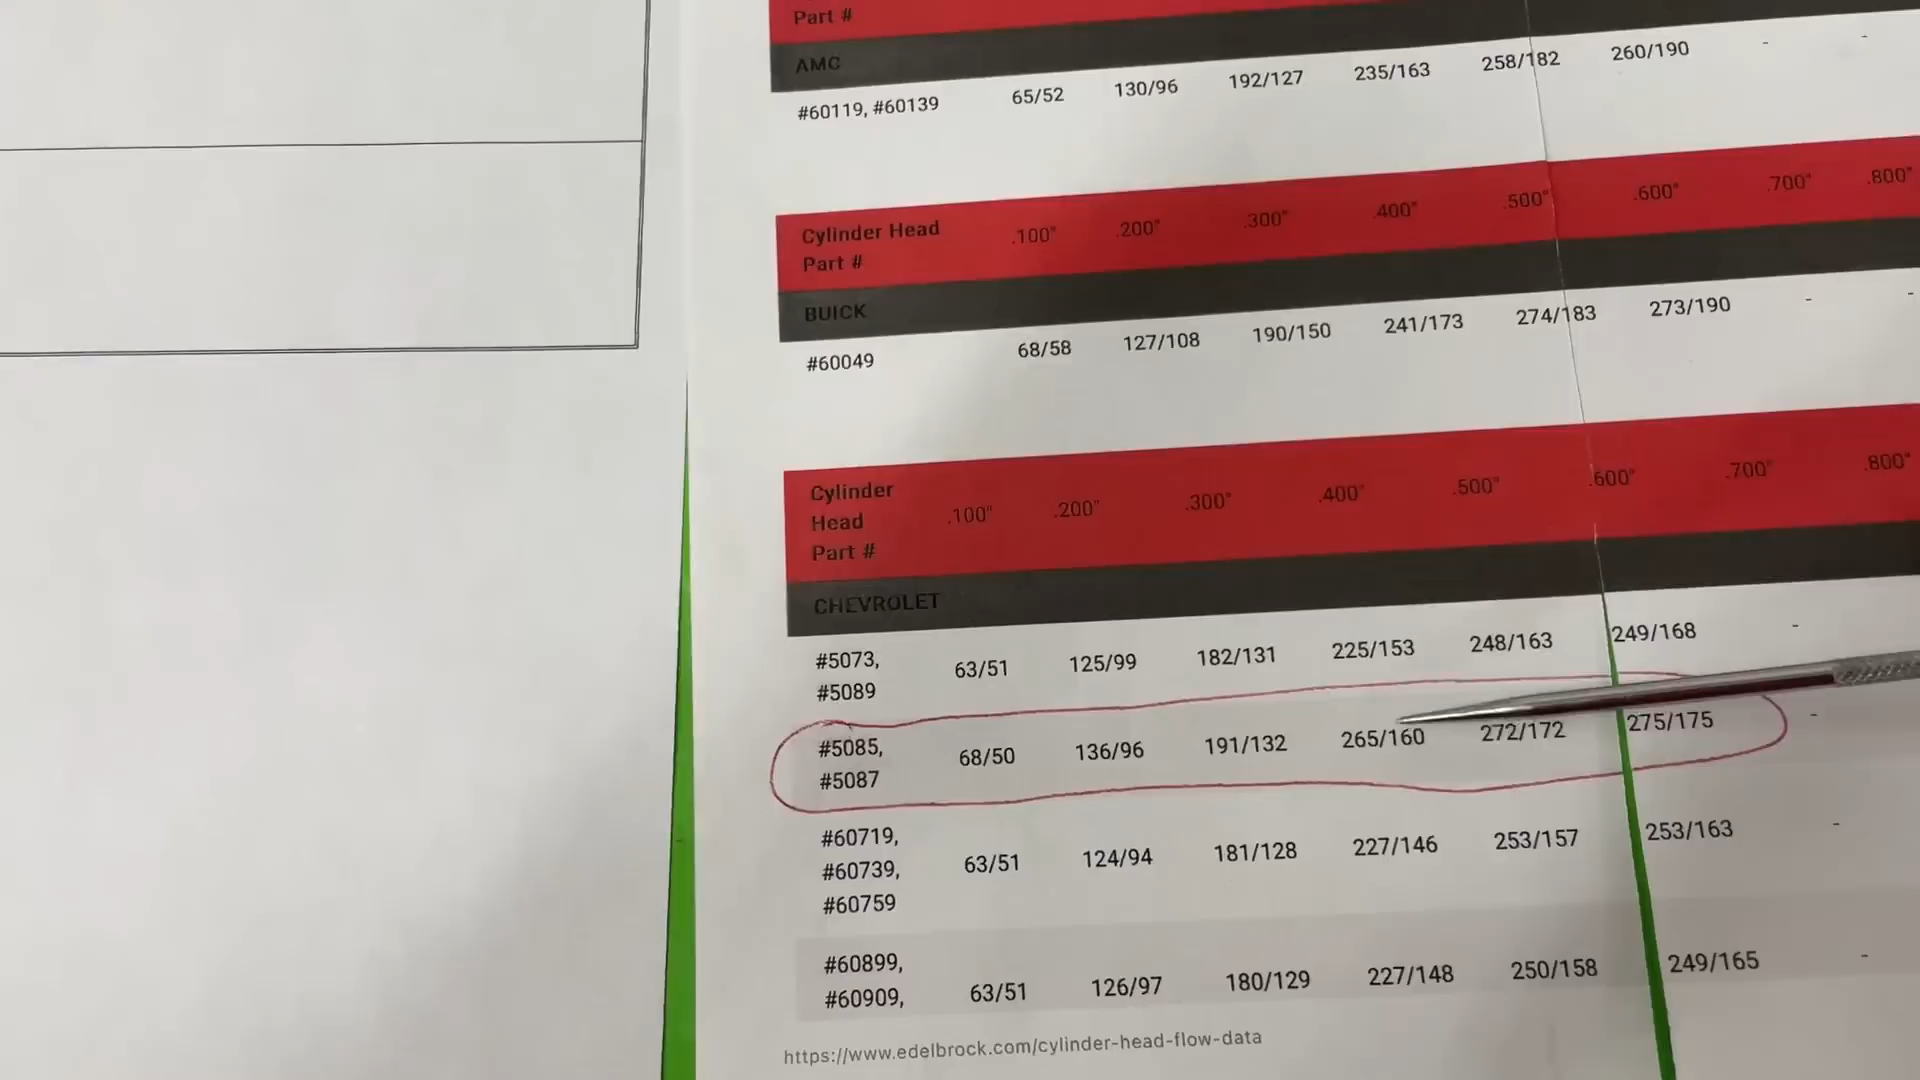 Part #
AMC
#60119, #60139 65/52 130/96 192/127 235/163 258/182 260/190 - -
Cylinder Head
Part # .100" .200" .300" .400" .500" .600" .700" .800"
BUICK
#60049 68/58 127/108 190/150 241/173 274/183 273/190 - -
Cylinder
Head
Part # .100" .200" .300" .400" .500" .600" .700" .800"
CHEVROLET
#5073,
#5089 63/51 125/99 182/131 225/153 248/163 249/168 -
#5085,
#5087 68/50 136/96 191/132 265/160 272/172 275/175 -
#60719,
#60739,
#60759 63/51 124/94 181/128 227/146 253/157 253/163 -
#60899,
#60909, 63/51 126/97 180/129 227/148 250/158 249/165 -
https://www.edelbrock.com/cylinder-head-flow-data